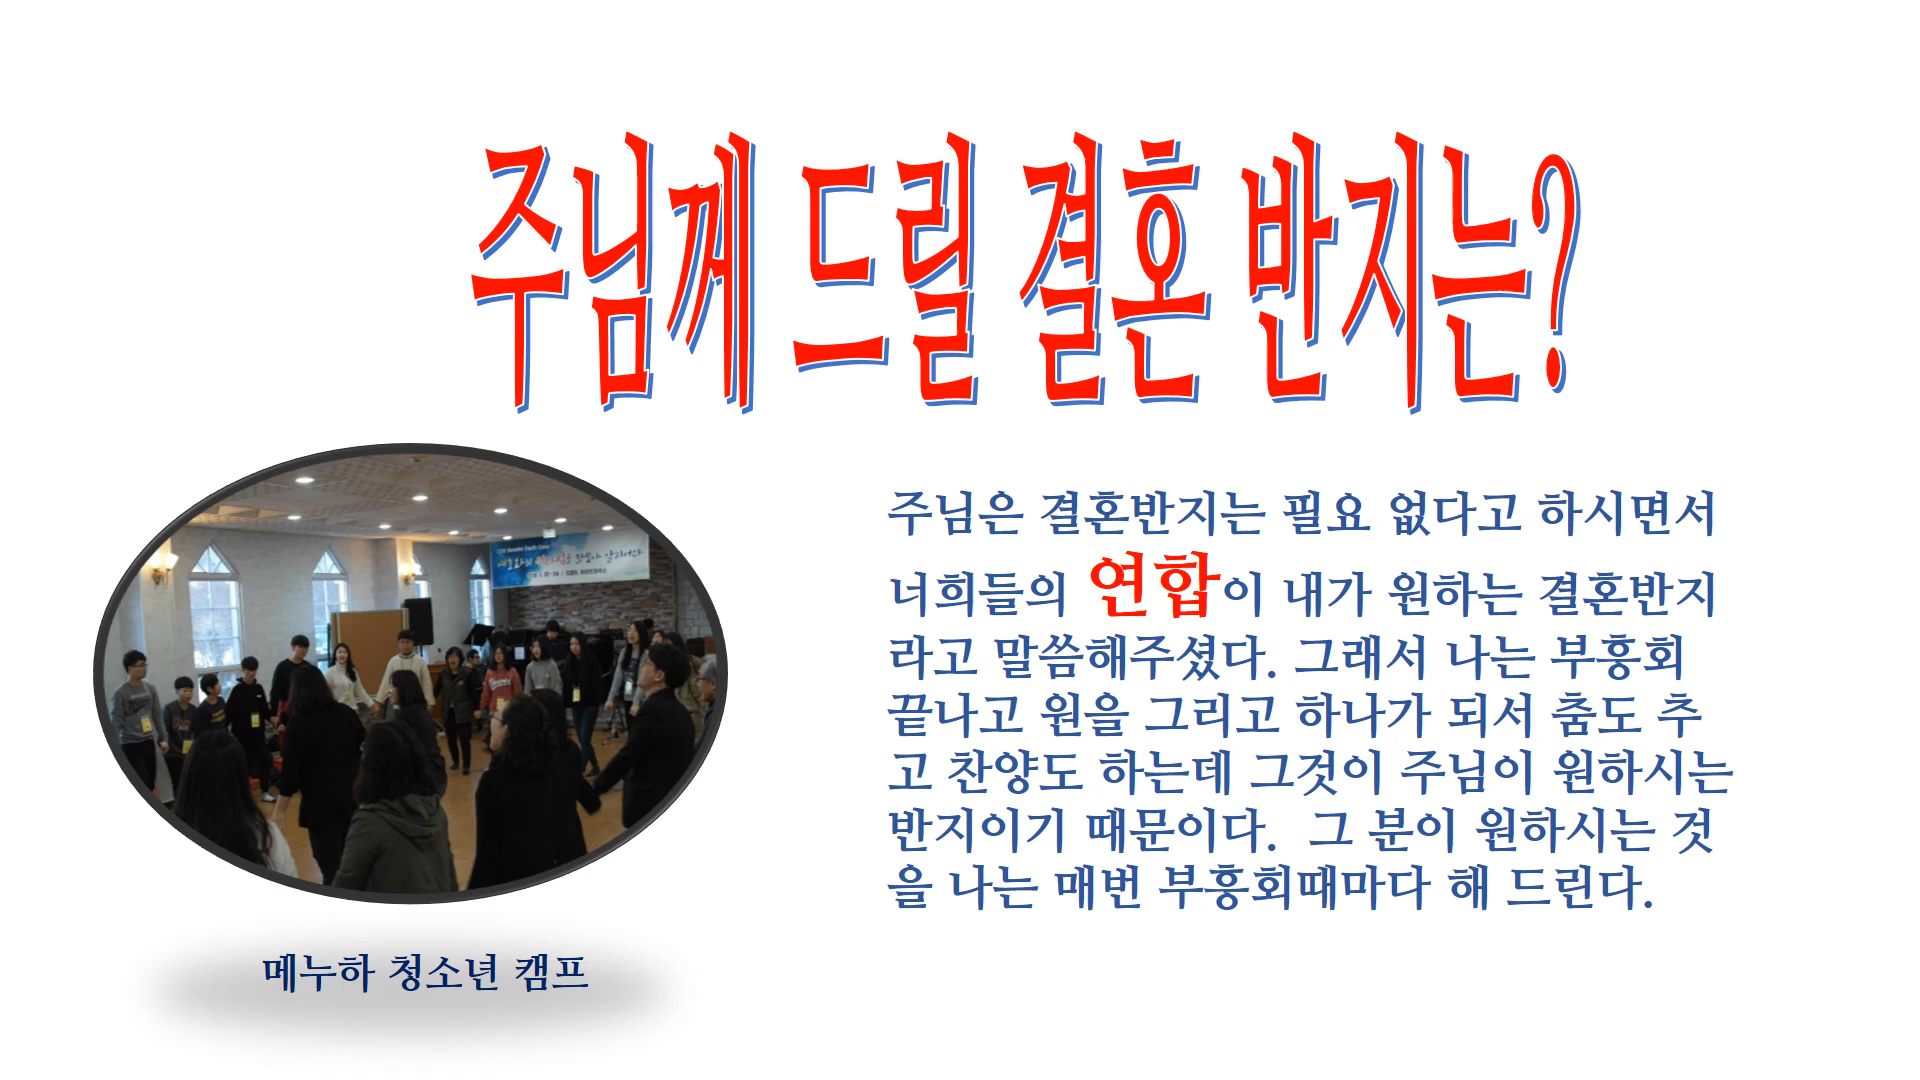 주님께 드릴 결혼 반지는?
주님은 결혼반지는 필요 없다고 하시면서
너희들의 연합이 내가 원하는 결혼반지
라고 말씀해주셨다. 그래서 나는 부흥회
끝나고 원을 그리고 하나가 되서 춤도 추
고 찬양도 하는데 그것이 주님이 원하시는
반지이기 때문이다.  그 분이 원하시는 것
을 나는 매번 부흥회때마다 해 드린다.
메누하 청소년 캠프